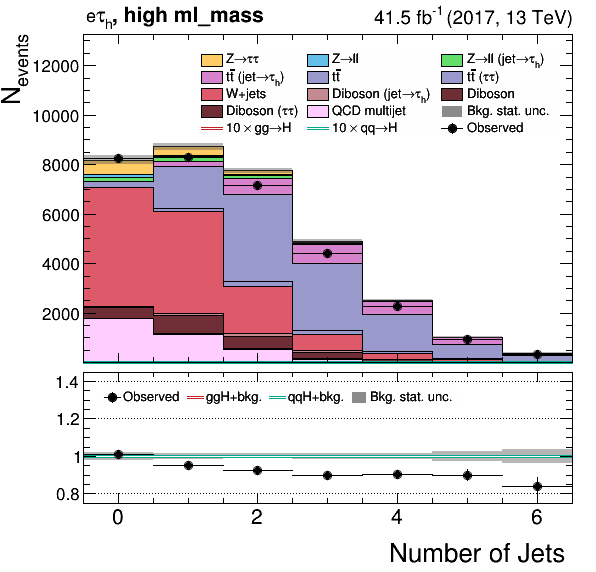 eτh, high ml_mass 41.5 fb⁻¹ (2017, 13 TeV)
Nevents
12000
10000
8000
6000
4000
2000
Z→ττ Z→ll Z→ll (jet→τh)
tt̄ (jet→τh) tt̄ tt̄ (ττ)
W+jets Diboson (jet→τh) Diboson
Diboson (ττ) QCD multijet Bkg. stat. unc.
10 × gg→H 10 × qq→H Observed
1.4
1.2
1
0.8
Observed ggH+bkg. qqH+bkg. Bkg. stat. unc.
0 2 4 6
Number of Jets